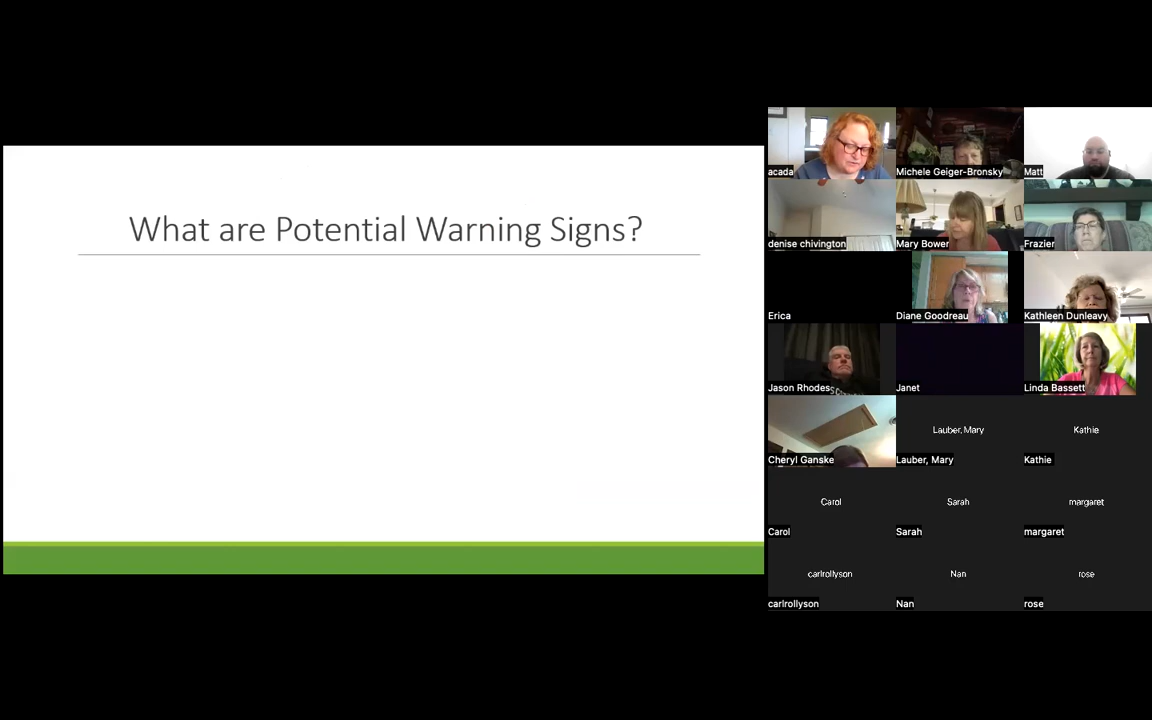 What are Potential Warning Signs?
acada
Michele Geiger-Bronsky
Matt
denise chivington
Mary Bower
Frazier
Erica
Diane Goodreau
Kathleen Dunleavy
Jason Rhodes
Janet
Linda Bassett
Cheryl Ganske
Lauber, Mary
Lauber, Mary
Kathie
Kathie
Carol
Carol
Sarah
Sarah
margaret
margaret
carlrollyson
carlrollyson
Nan
Nan
rose
rose